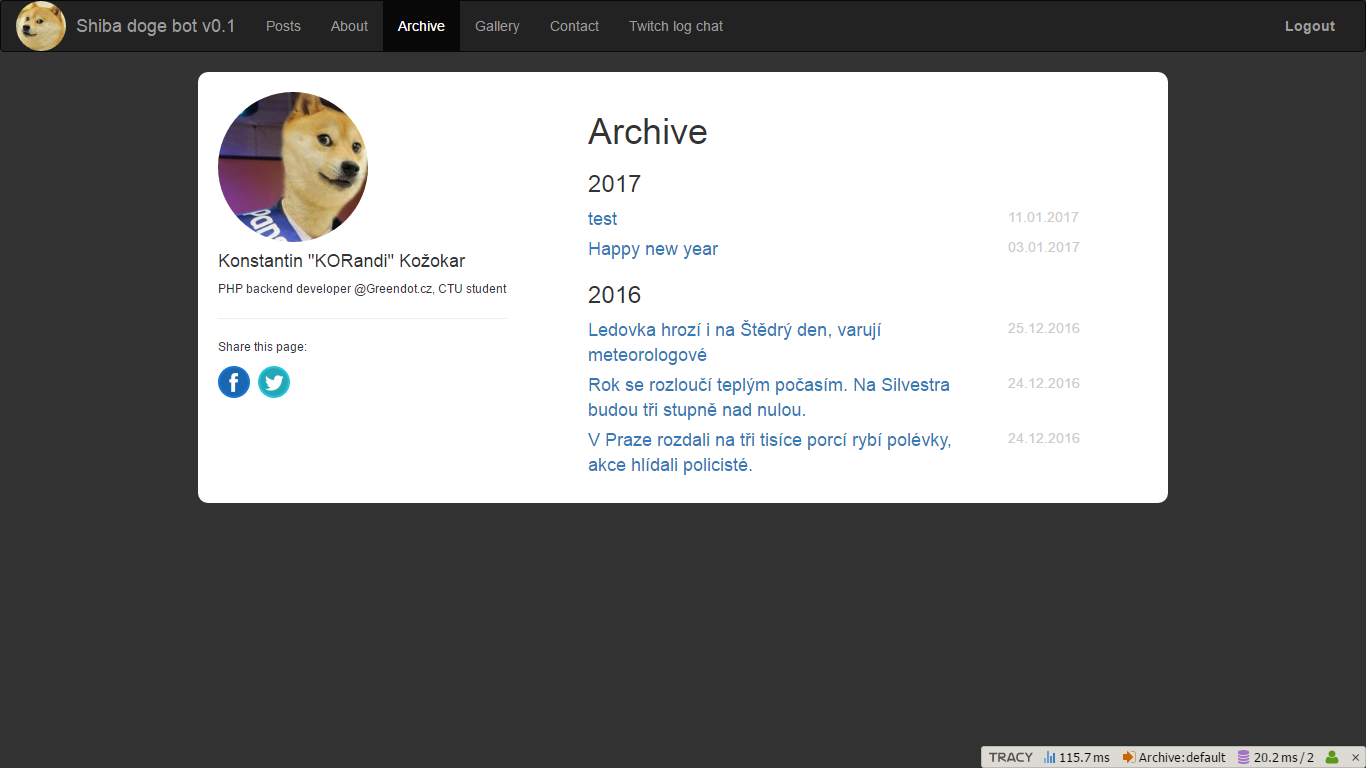 Shiba doge bot v0.1 Posts About Archive Gallery Contact Twitch log chat Logout
Konstantin "KORandi" Kožokar
PHP backend developer @Greendot.cz, CTU student
Share this page:
Archive
2017
test 11.01.2017
Happy new year 03.01.2017
2016
Ledovka hrozí i na Štědrý den, varují 25.12.2016
meteorologové
Rok se rozloučí teplým počasím. Na Silvestra 24.12.2016
budou tři stupně nad nulou.
V Praze rozdali na tři tisíce porcí rybí polévky, 24.12.2016
akce hlídali policisté.
TRACY 115.7 ms Archive:default 20.2 ms / 2 ×